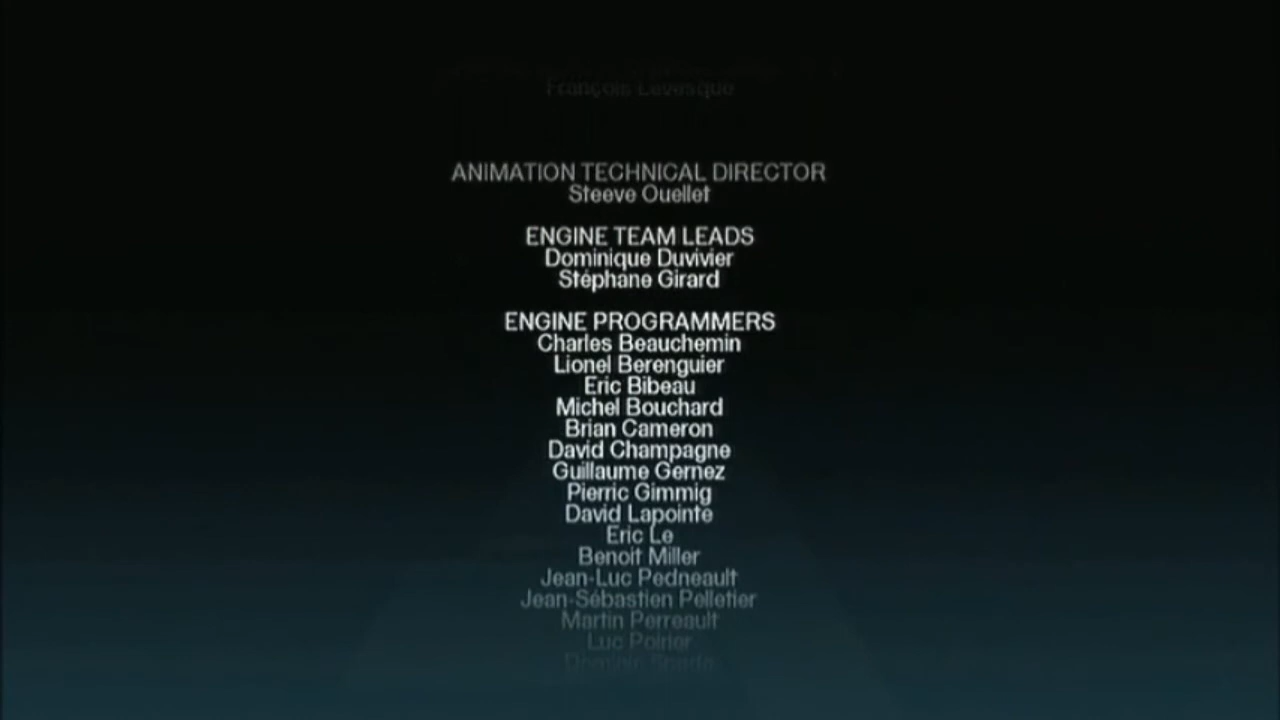 François Lévesque
ANIMATION TECHNICAL DIRECTOR
Steeve Ouellet
ENGINE TEAM LEADS
Dominique Duvivier
Stéphane Girard
ENGINE PROGRAMMERS
Charles Beauchemin
Lionel Berenguier
Eric Bibeau
Michel Bouchard
Brian Cameron
David Champagne
Guillaume Gernez
Pierric Gimmig
David Lapointe
Eric Le
Benoit Miller
Jean-Luc Pedneault
Jean-Sébastien Pelletier
Martin Perreault
Luc Poirier
Dominic